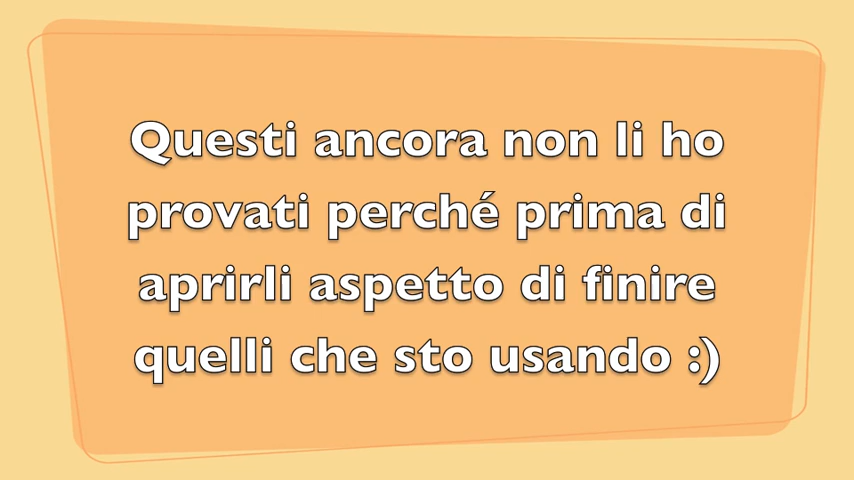 Questi ancora non li ho
provati perché prima di
aprirli aspetto di finire
quelli che sto usando :)